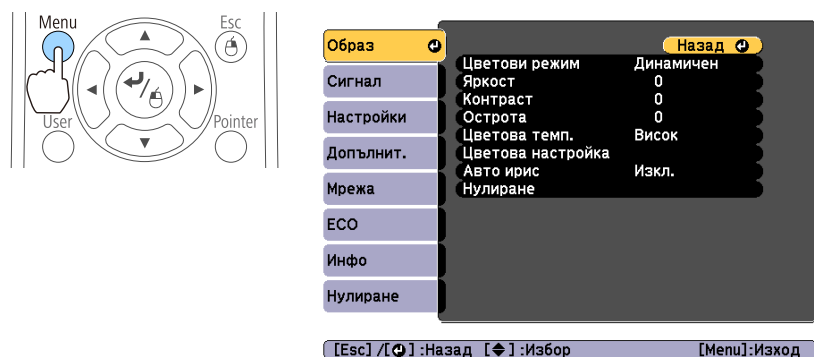 Menu
Esc
User
Pointer
Образ
Сигнал
Настройки
Допълнит.
Мрежа
ECO
Инфо
Нулиране
Назад
Цветови режим Динамичен
Яркост 0
Контраст 0
Острота 0
Цветова темп. Висок
Цветова настройка
Авто ирис Изкл.
Нулиране
[Esc] /[ ] :Назад [ ] :Избор [Menu]:Изход